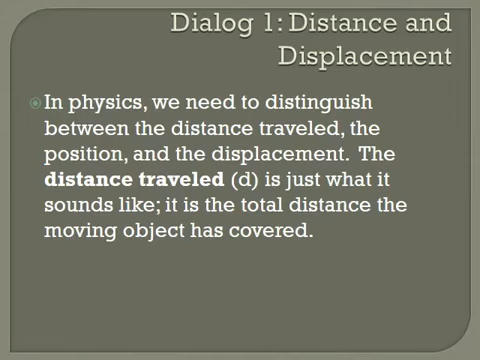 Dialog 1: Distance and
Displacement
In physics, we need to distinguish
between the distance traveled, the
position, and the displacement. The
distance traveled (d) is just what it
sounds like; it is the total distance the
moving object has covered.